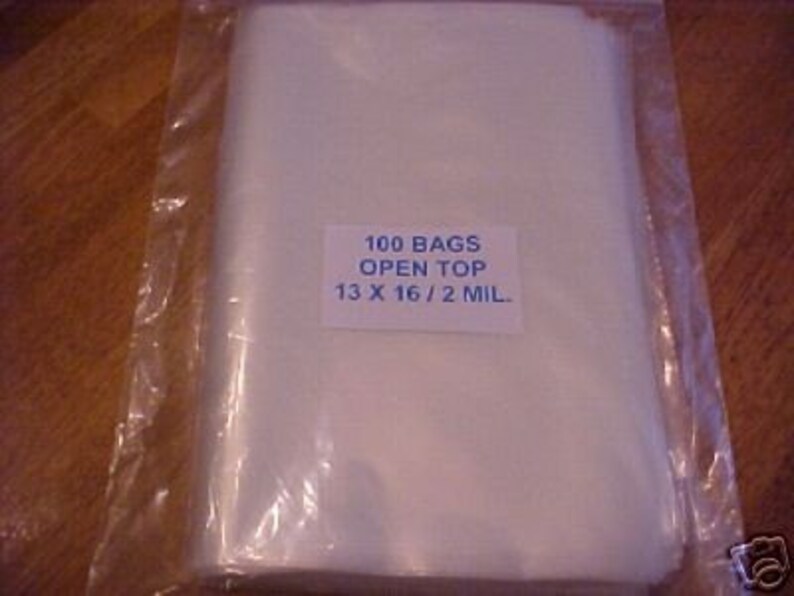 100 BAGS
OPEN TOP
13 X 16 / 2 MIL.